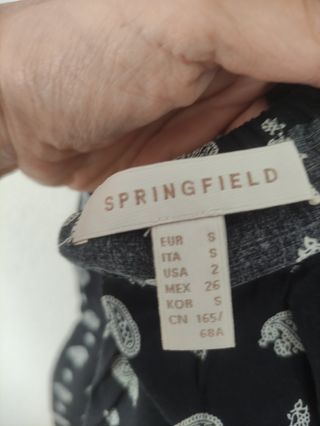 SPRINGFIELD
EUR S
ITA S
USA 2
MEX 26
KOR S
CN 165/
68A